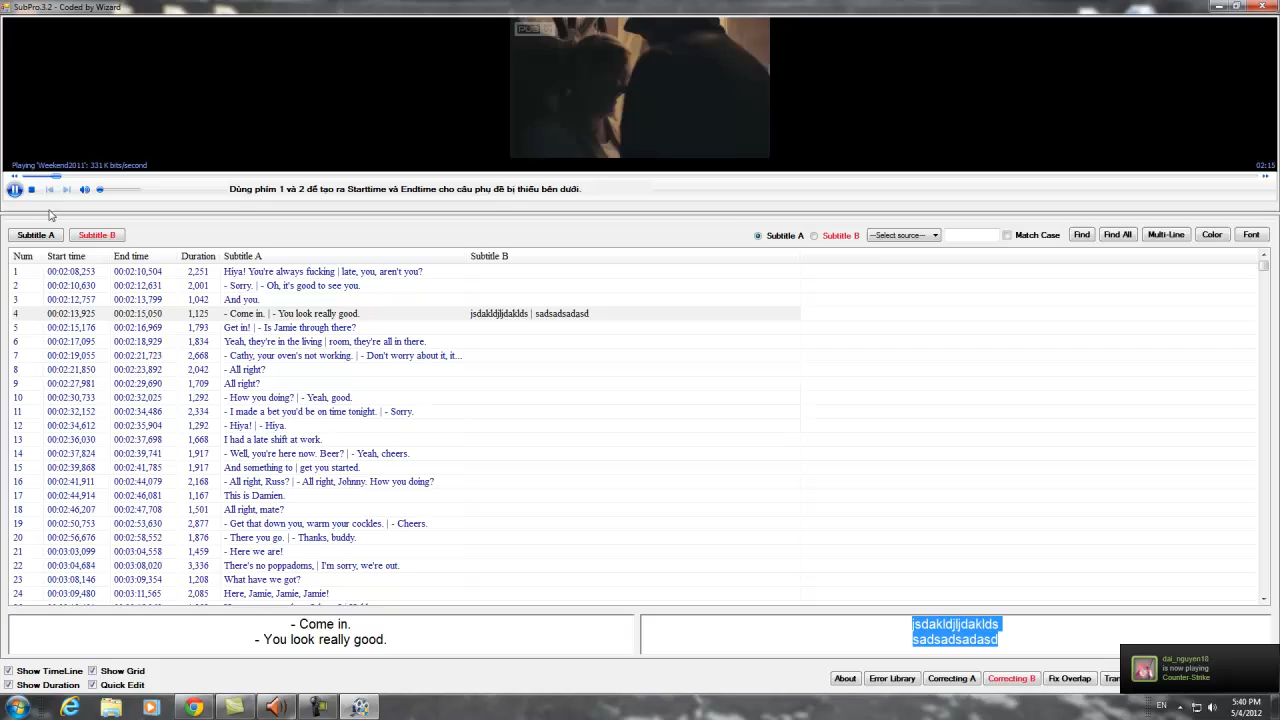 SubPro.3.2 - Coded by Wizard
Playing 'Weekend2011': 331 K bits/second
02:15
Dùng phím 1 và 2 để tạo ra Starttime và Endtime cho câu phụ đề bị thiếu bên dưới.
Subtitle A Subtitle B Subtitle A Subtitle B ---Select source--- Match Case Find Find All Multi-Line Color Font
Num Start time End time Duration Subtitle A Subtitle B
1 00:02:08,253 00:02:10,504 2,251 Hiya! You're always fucking | late, you, aren't you?
2 00:02:10,630 00:02:12,631 2,001 - Sorry. | - Oh, it's good to see you.
3 00:02:12,757 00:02:13,799 1,042 And you.
4 00:02:13,925 00:02:15,050 1,125 - Come in. | - You look really good. jsdakldjljdaklds | sadsadsadasd
5 00:02:15,176 00:02:16,969 1,793 Get in! | - Is Jamie through there?
6 00:02:17,095 00:02:18,929 1,834 Yeah, they're in the living | room, they're all in there.
7 00:02:19,055 00:02:21,723 2,668 - Cathy, your oven's not working. | - Don't worry about it, it...
8 00:02:21,850 00:02:23,892 2,042 - All right?
9 00:02:27,981 00:02:29,690 1,709 All right?
10 00:02:30,733 00:02:32,025 1,292 - How you doing? | - Yeah, good.
11 00:02:32,152 00:02:34,486 2,334 - I made a bet you'd be on time tonight. | - Sorry.
12 00:02:34,612 00:02:35,904 1,292 - Hiya! | - Hiya.
13 00:02:36,030 00:02:37,698 1,668 I had a late shift at work.
14 00:02:37,824 00:02:39,741 1,917 - Well, you're here now. Beer? | - Yeah, cheers.
15 00:02:39,868 00:02:41,785 1,917 And something to | get you started.
16 00:02:41,911 00:02:44,079 2,168 - All right, Russ? | - All right, Johnny. How you doing?
17 00:02:44,914 00:02:46,081 1,167 This is Damien.
18 00:02:46,207 00:02:47,708 1,501 All right, mate?
19 00:02:50,753 00:02:53,630 2,877 - Get that down you, warm your cockles. | - Cheers.
20 00:02:56,676 00:02:58,552 1,876 - There you go. | - Thanks, buddy.
21 00:03:03,099 00:03:04,558 1,459 - Here we are!
22 00:03:04,684 00:03:08,020 3,336 There's no poppadoms, | I'm sorry, we're out.
23 00:03:08,146 00:03:09,354 1,208 What have we got?
24 00:03:09,480 00:03:11,565 2,085 Here, Jamie, Jamie, Jamie!
- Come in.
- You look really good.
jsdakldjljdaklds
sadsadsadasd
Show TimeLine Show Grid
Show Duration Quick Edit
About Error Library Correcting A Correcting B Fix Overlap Tran
dai_nguyen18
is now playing
Counter-Strike
EN
5:40 PM
5/4/2012